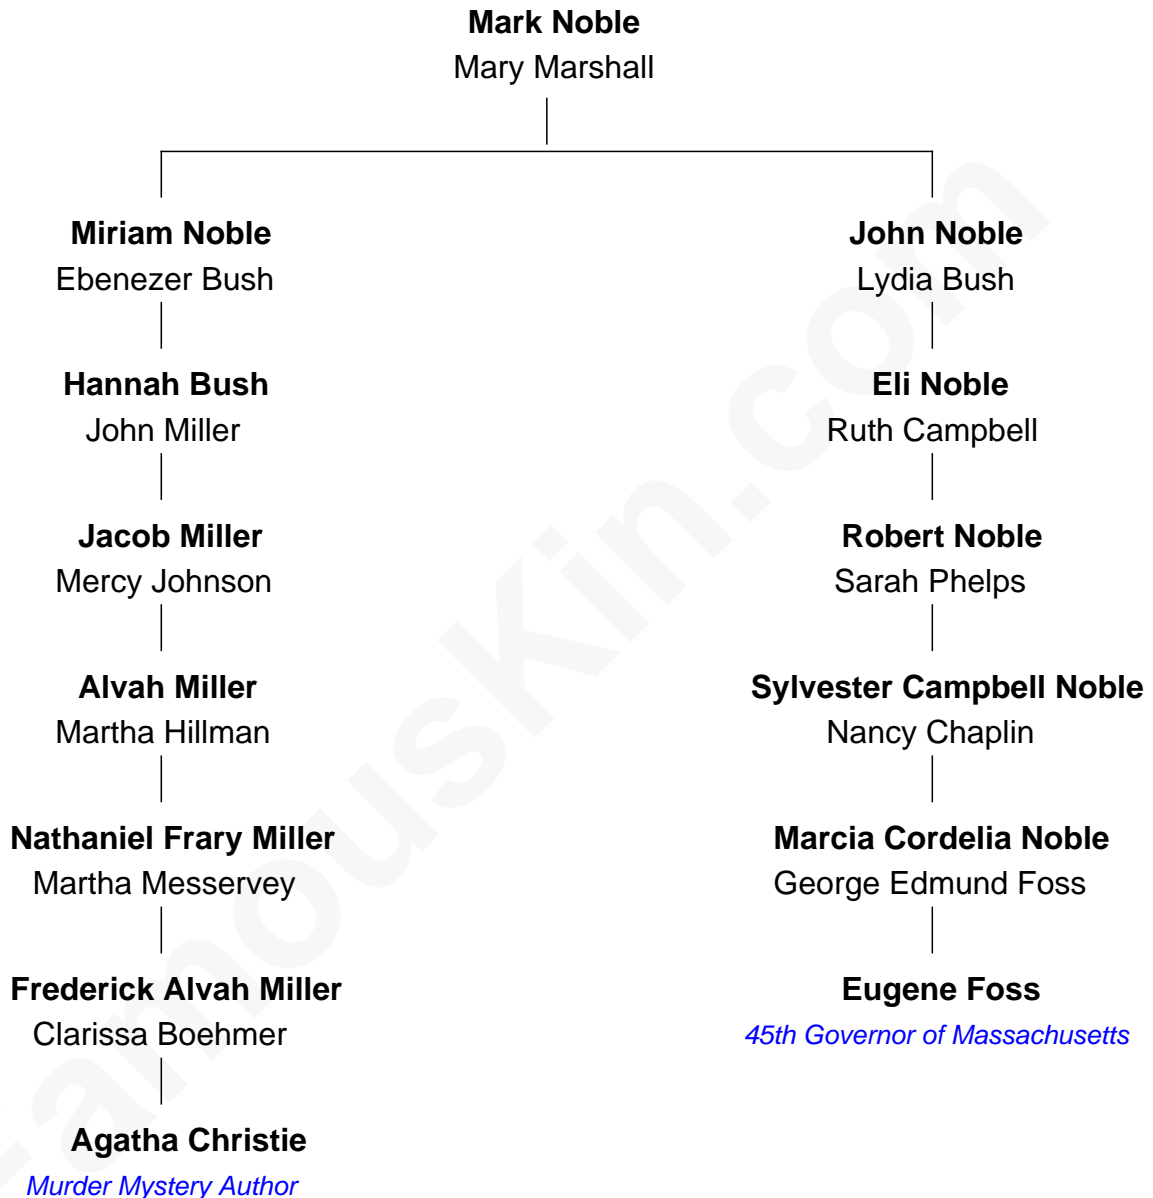 Mark Noble
Mary Marshall
Miriam Noble
Ebenezer Bush
John Noble
Lydia Bush
Hannah Bush
John Miller
Eli Noble
Ruth Campbell
Jacob Miller
Mercy Johnson
Robert Noble
Sarah Phelps
Alvah Miller
Martha Hillman
Sylvester Campbell Noble
Nancy Chaplin
Nathaniel Frary Miller
Martha Messervey
Marcia Cordelia Noble
George Edmund Foss
Frederick Alvah Miller
Clarissa Boehmer
Eugene Foss
45th Governor of Massachusetts
Agatha Christie
Murder Mystery Author
FamousKin.com